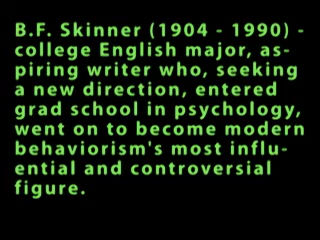 B.F. Skinner (1904 - 1990) -
college English major, as-
piring writer who, seeking
a new direction, entered
grad school in psychology,
went on to become modern
behaviorism's most influ-
ential and controversial
figure.